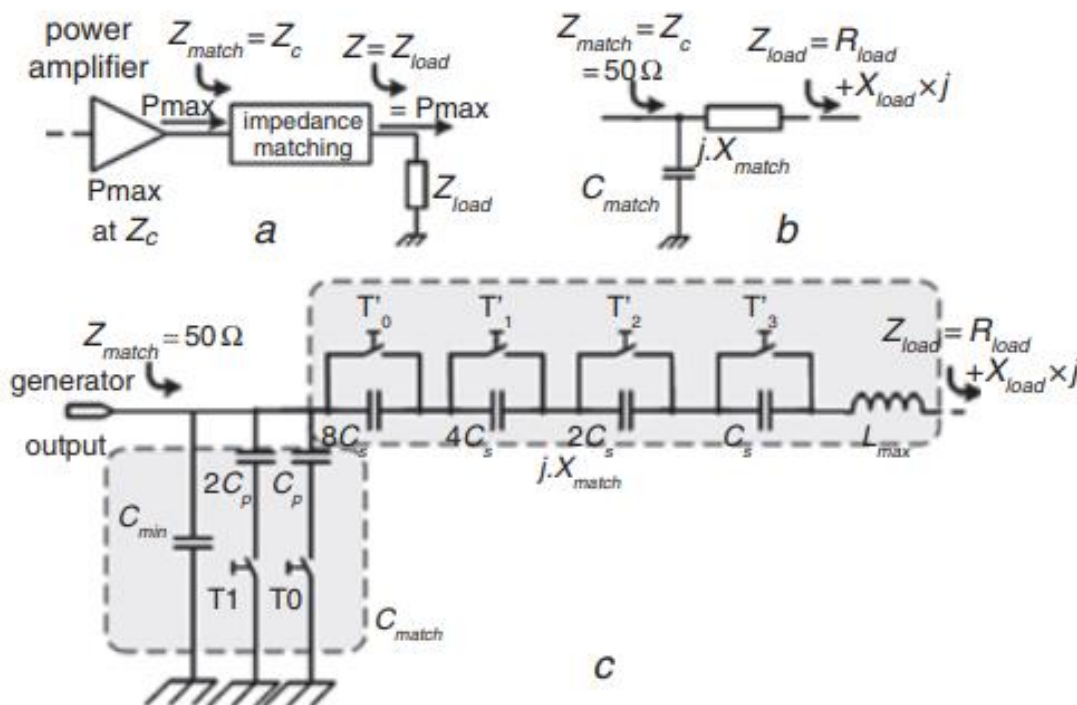 power
amplifier
Z_match = Z_c
Z = Z_load
Pmax
= Pmax
impedance
matching
Pmax
at Z_c
Z_load
a
Z_match = Z_c
= 50 Ω
Z_load = R_load
+X_load × j
j.X_match
C_match
b
Z_match = 50 Ω
generator
output
T'_0
T'_1
T'_2
T'_3
Z_load = R_load
+X_load × j
8C_s
4C_s
2C_s
C_s
L_max
j.X_match
2C_p
C_p
C_min
T1
T0
C_match
c